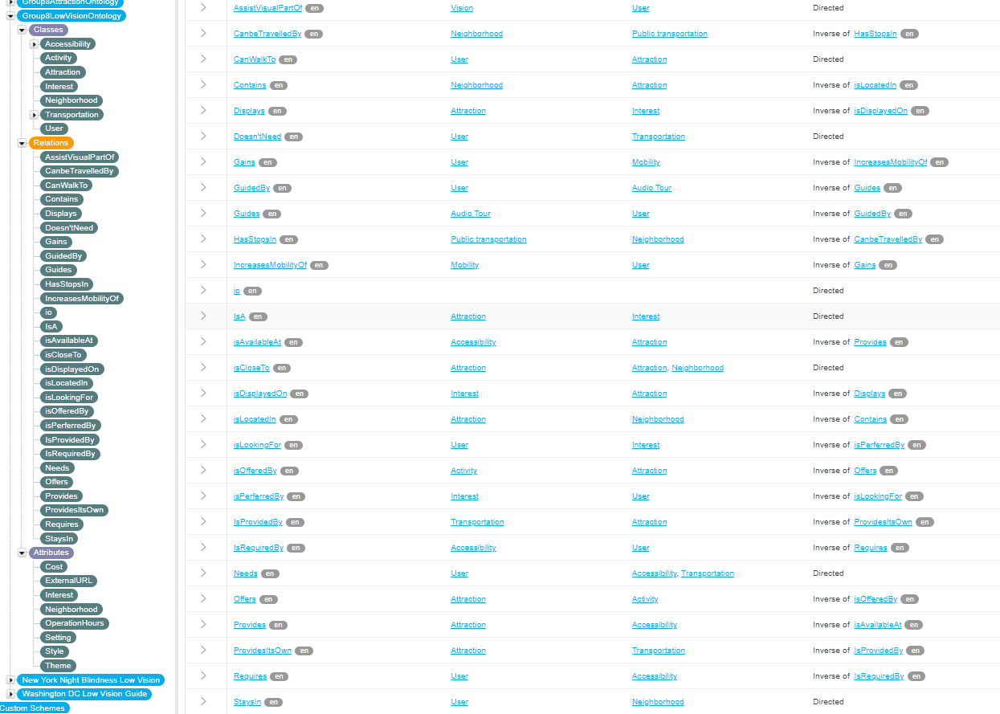 Group8AttractionOntology
Group8LowVisionOntology
Classes
Accessibility
Activity
Attraction
Interest
Neighborhood
Transportation
User
Relations
AssistVisualPartOf
CanbeTravelledBy
CanWalkTo
Contains
Displays
Doesn'tNeed
Gains
GuidedBy
Guides
HasStopsIn
IncreasesMobilityOf
io
IsA
isAvailableAt
isCloseTo
isDisplayedOn
isLocatedIn
isLookingFor
isOfferedBy
isPerferredBy
IsProvidedBy
IsRequiredBy
Needs
Offers
Provides
ProvidesItsOwn
Requires
StaysIn
Attributes
Cost
ExternalURL
Interest
Neighborhood
OperationHours
Setting
Style
Theme
New York Night Blindness Low Vision
Washington DC Low Vision Guide
Custom Schemes
AssistVisualPartOf en Vision User Directed
CanbeTravelledBy en Neighborhood Public transportation Inverse of HasStopsIn en
CanWalkTo en User Attraction Directed
Contains en Neighborhood Attraction Inverse of isLocatedIn en
Displays en Attraction Interest Inverse of isDisplayedOn en
Doesn'tNeed en User Transportation Directed
Gains en User Mobility Inverse of IncreasesMobilityOf en
GuidedBy en User Audio Tour Inverse of Guides en
Guides en Audio Tour User Inverse of GuidedBy en
HasStopsIn en Public transportation Neighborhood Inverse of CanbeTravelledBy en
IncreasesMobilityOf en Mobility User Inverse of Gains en
io en Directed
IsA en Attraction Interest Directed
isAvailableAt en Accessibility Attraction Inverse of Provides en
isCloseTo en Attraction Attraction, Neighborhood Directed
isDisplayedOn en Interest Attraction Inverse of Displays en
isLocatedIn en Attraction Neighborhood Inverse of Contains en
isLookingFor en User Interest Inverse of isPerferredBy en
isOfferedBy en Activity Attraction Inverse of Offers en
isPerferredBy en Interest User Inverse of isLookingFor en
IsProvidedBy en Transportation Attraction Inverse of ProvidesItsOwn en
IsRequiredBy en Accessibility User Inverse of Requires en
Needs en User Accessibility, Transportation Directed
Offers en Attraction Activity Inverse of isOfferedBy en
Provides en Attraction Accessibility Inverse of isAvailableAt en
ProvidesItsOwn en Attraction Transportation Inverse of IsProvidedBy en
Requires en User Accessibility Inverse of IsRequiredBy en
StaysIn en User Neighborhood Directed